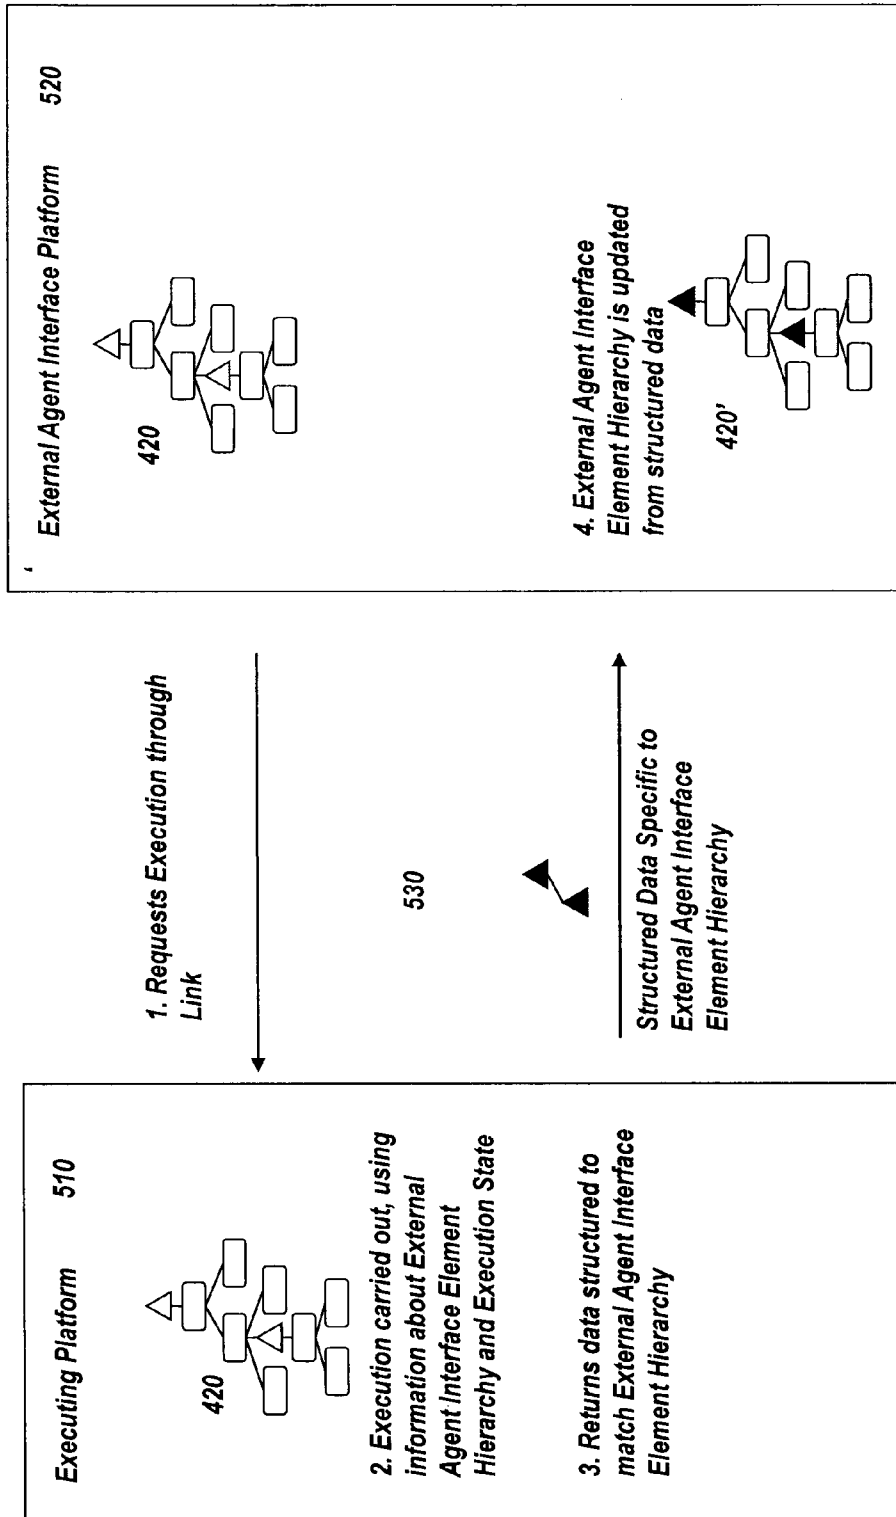 Executing Platform 510
420
2. Execution carried out, using
information about External
Agent Interface Element
Hierarchy and Execution State
3. Returns data structured to
match External Agent Interface
Element Hierarchy
1. Requests Execution through
Link
530
Structured Data Specific to
External Agent Interface
Element Hierarchy
External Agent Interface Platform 520
420
4. External Agent Interface
Element Hierarchy is updated
from structured data
420'